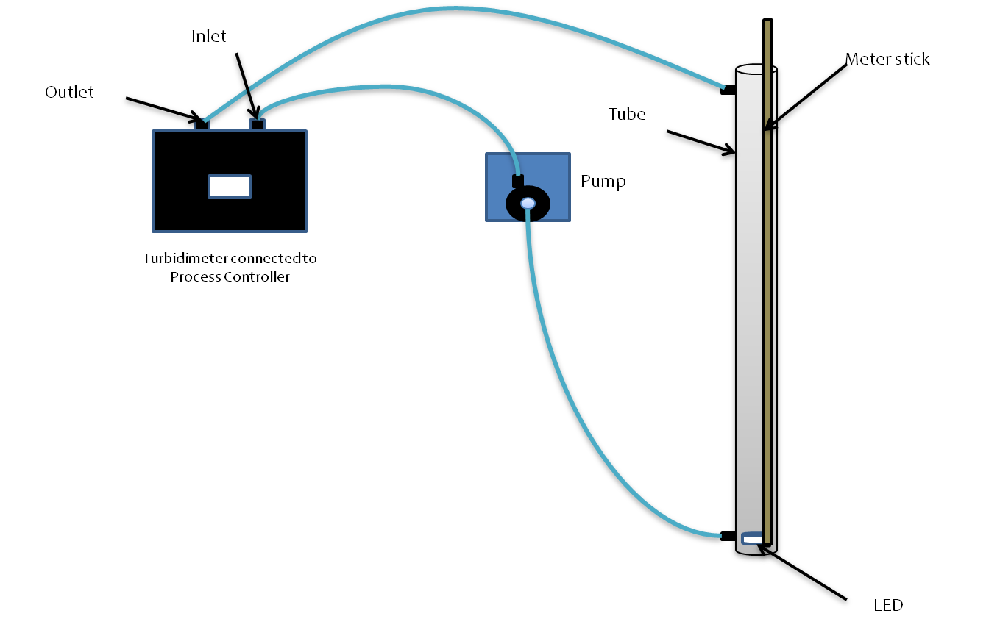 Inlet
Outlet
Meter stick
Tube
Pump
Turbidimeter connected to
Process Controller
LED